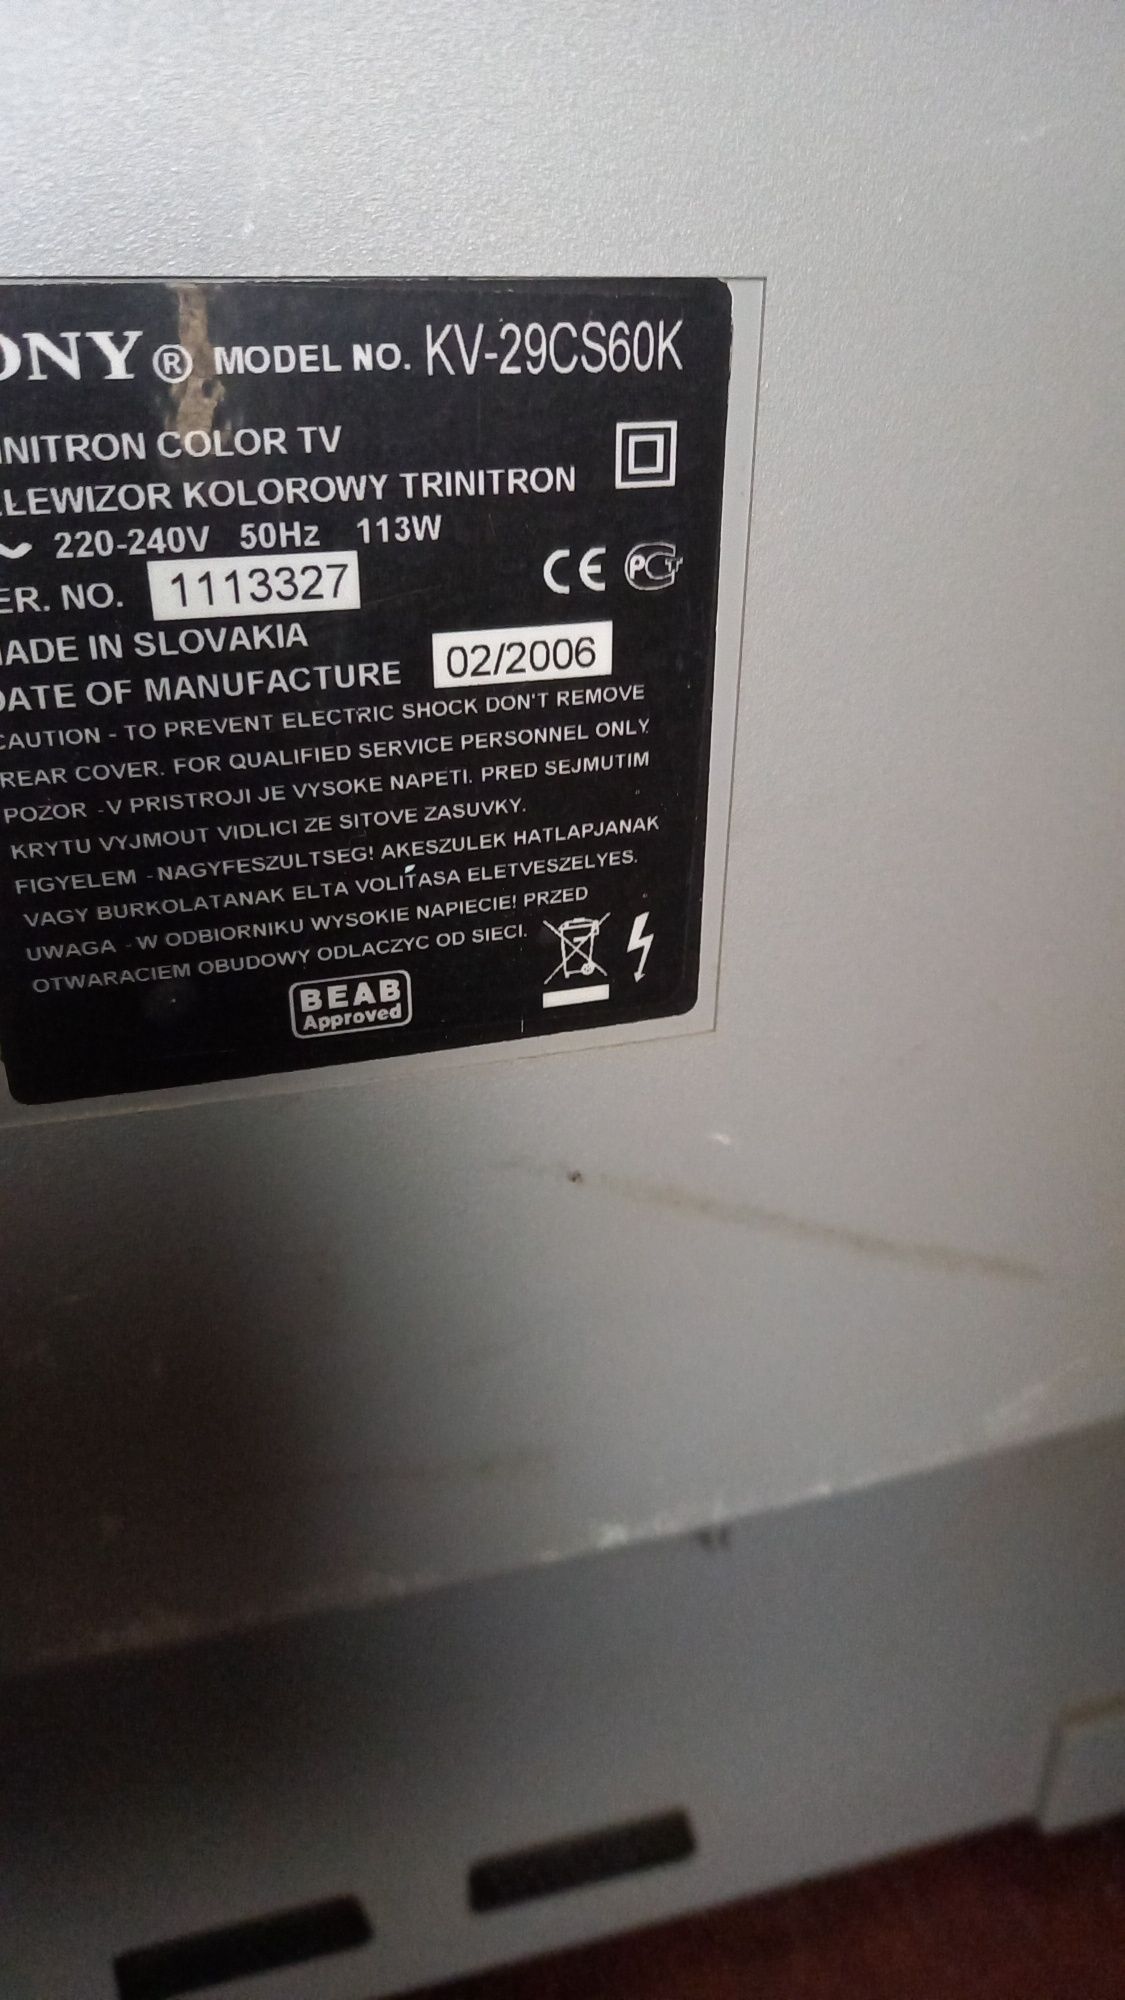 ONY® MODEL NO. KV-29CS60K
INITRON COLOR TV
LEWIZOR KOLOROWY TRINITRON
220-240V 50Hz 113W
ER. NO. 1113327
CE PCT
MADE IN SLOVAKIA
DATE OF MANUFACTURE 02/2006
CAUTION - TO PREVENT ELECTRIC SHOCK DON'T REMOVE
REAR COVER. FOR QUALIFIED SERVICE PERSONNEL ONLY
POZOR - V PRISTROJI JE VYSOKE NAPETI. PRED SEJMUTIM
KRYTU VYJMOUT VIDLICI ZE SITOVE ZASUVKY.
FIGYELEM - NAGYFESZULTSEG! AKESZULEK HATLAPJANAK
VAGY BURKOLATANAK ELTA VOLITASA ELETVESZELYES.
UWAGA - W ODBIORNIKU WYSOKIE NAPIECIE! PRZED
OTWARACIEM OBUDOWY ODLACZYC OD SIECI.
BEAB
Approved